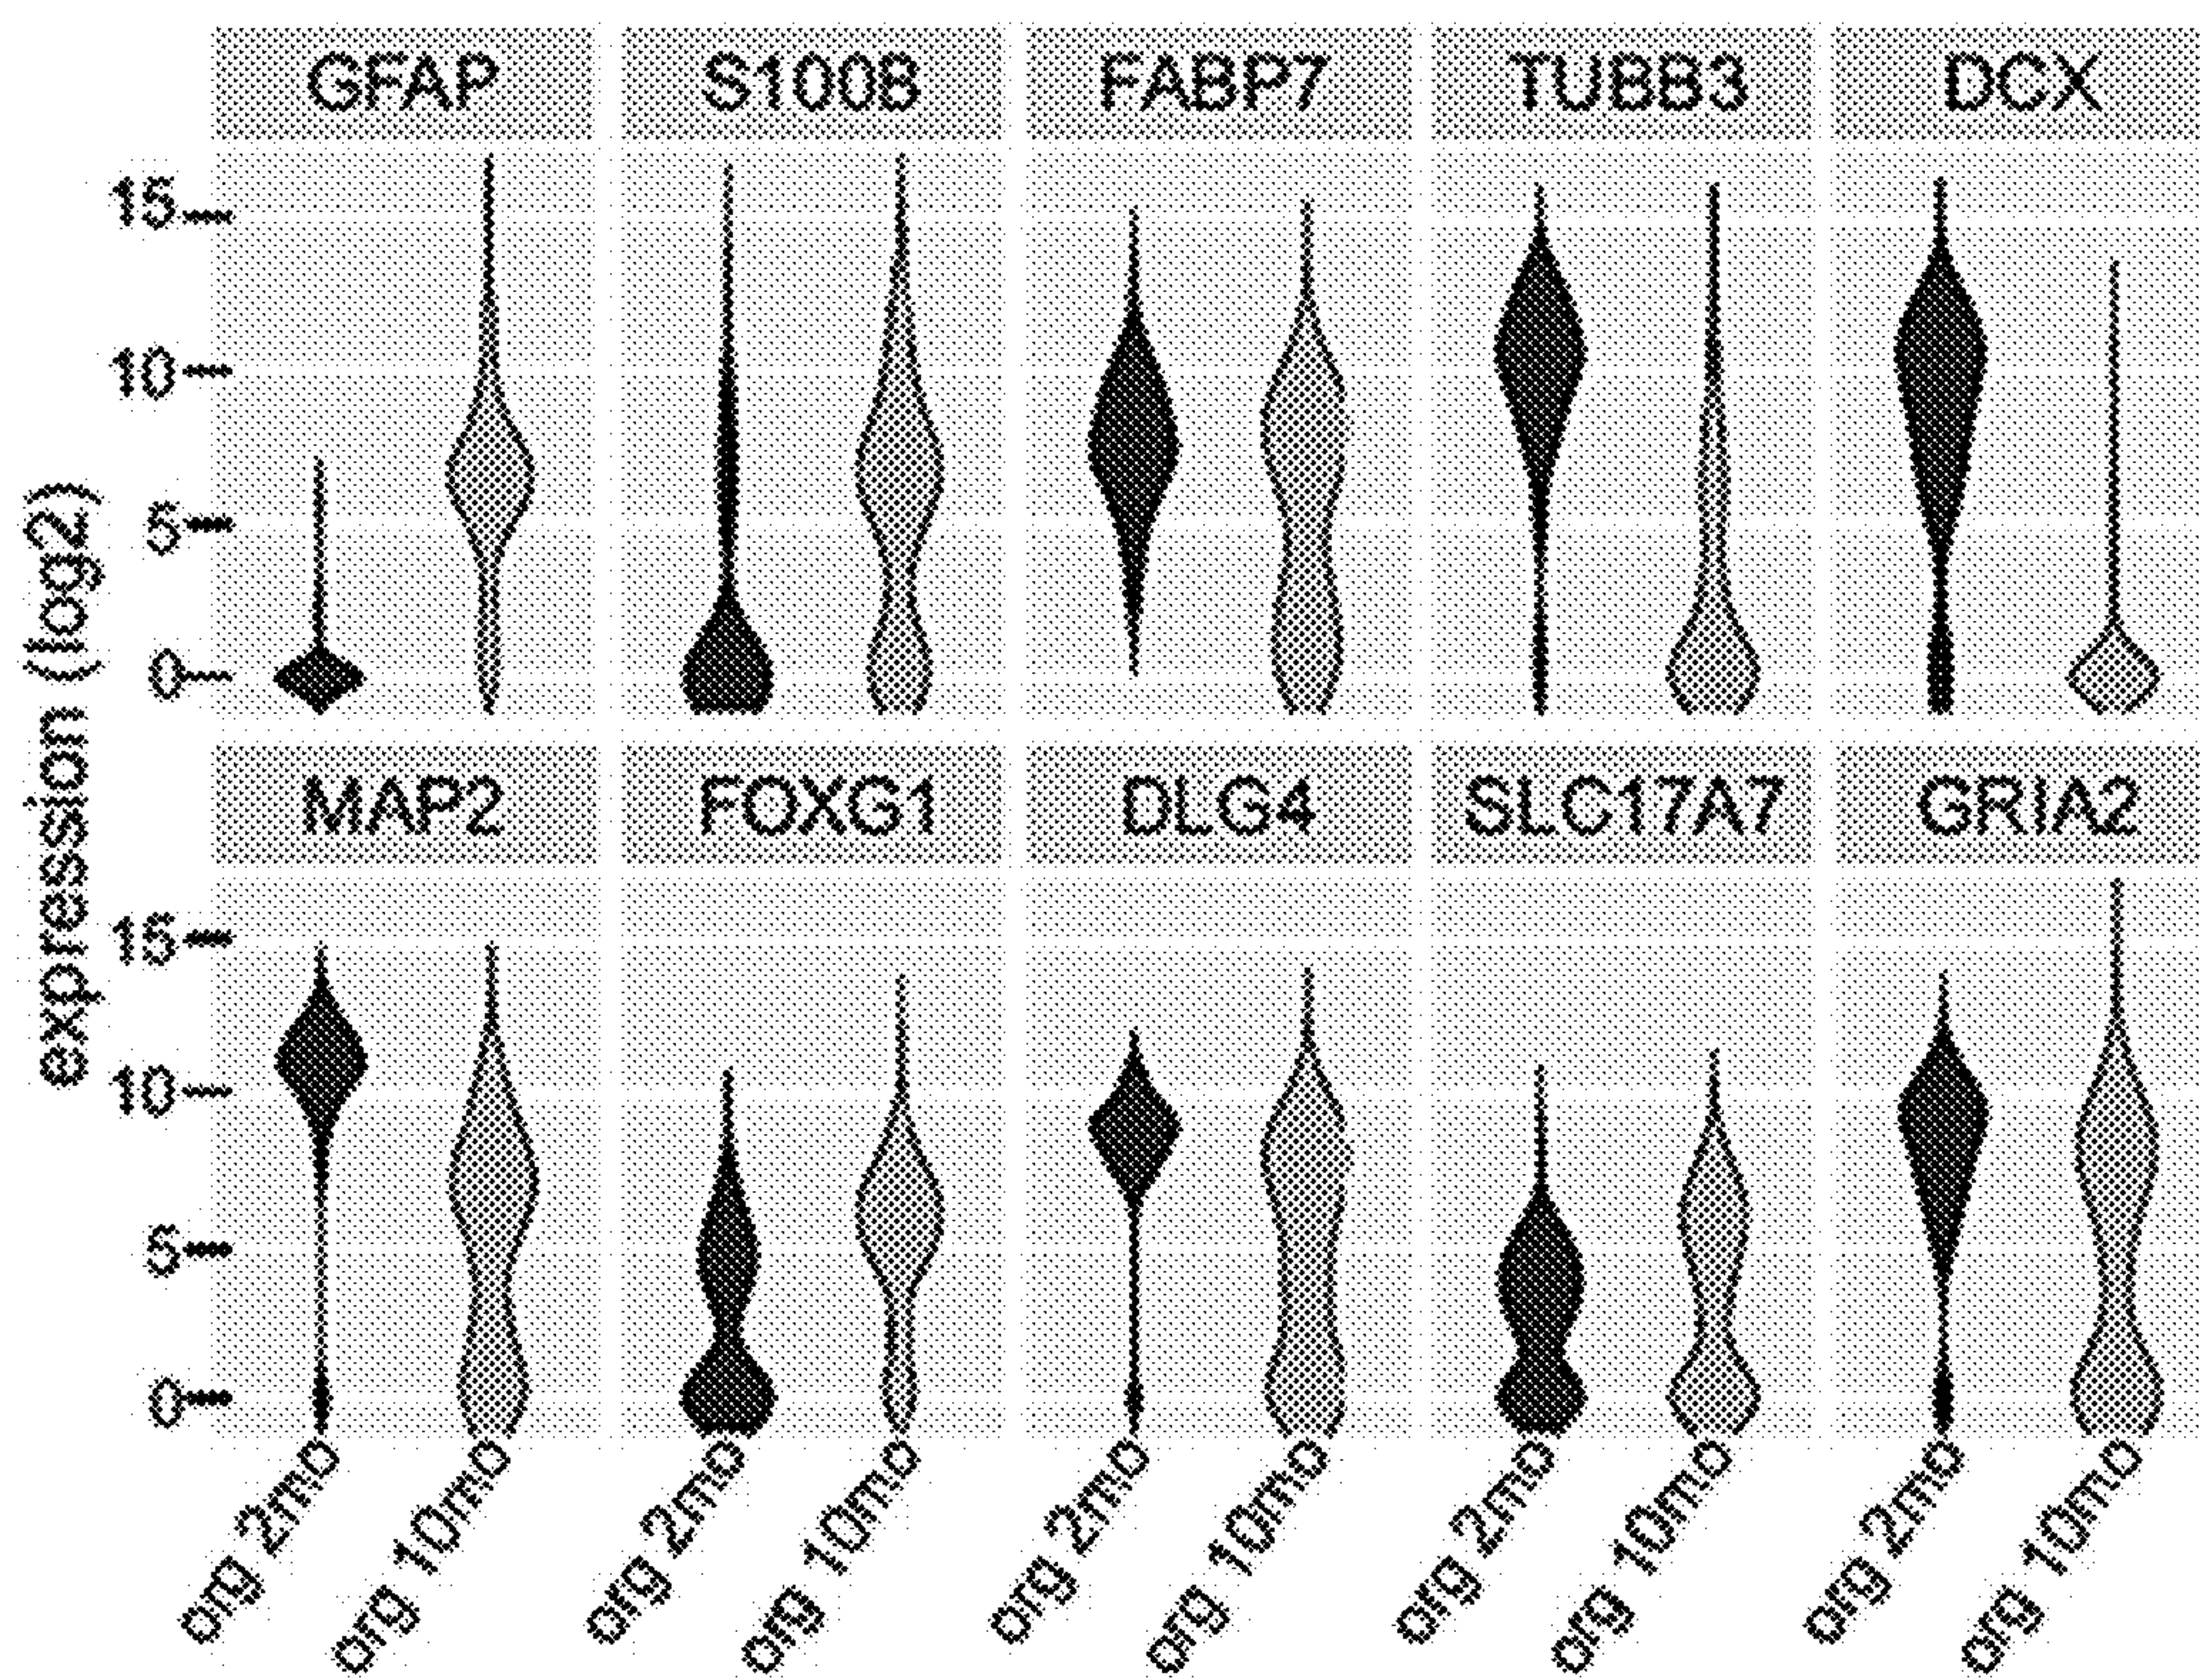 GFAP S100B FABP7 TUBB3 DCX
15
10
5
0
expression (log2)
MAP2 FOXG1 DLG4 SLC17A7 GRIA2
15
10
5
0
org 2mo org 10mo org 2mo org 10mo org 2mo org 10mo org 2mo org 10mo org 2mo org 10mo